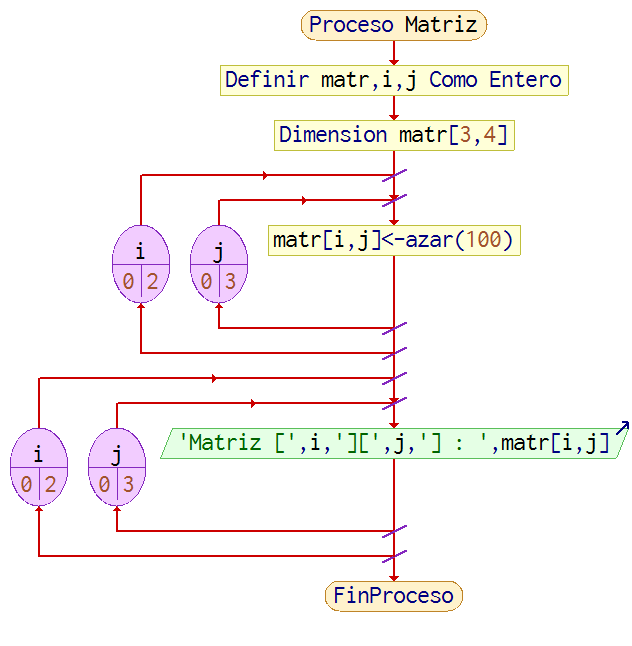 Proceso Matriz
Definir matr,i,j Como Entero
Dimension matr[3,4]
i
0 2
j
0 3
matr[i,j]<-azar(100)
i
0 2
j
0 3
'Matriz [',i,'][',j,'] : ',matr[i,j]
FinProceso